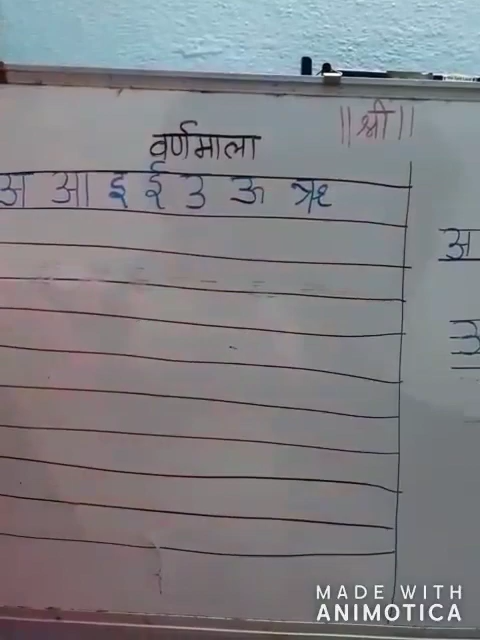 ||श्री||
वर्णमाला
अ आ इ ई उ ऊ ऋ
अ
उ
MADE WITH
ANIMOTICA